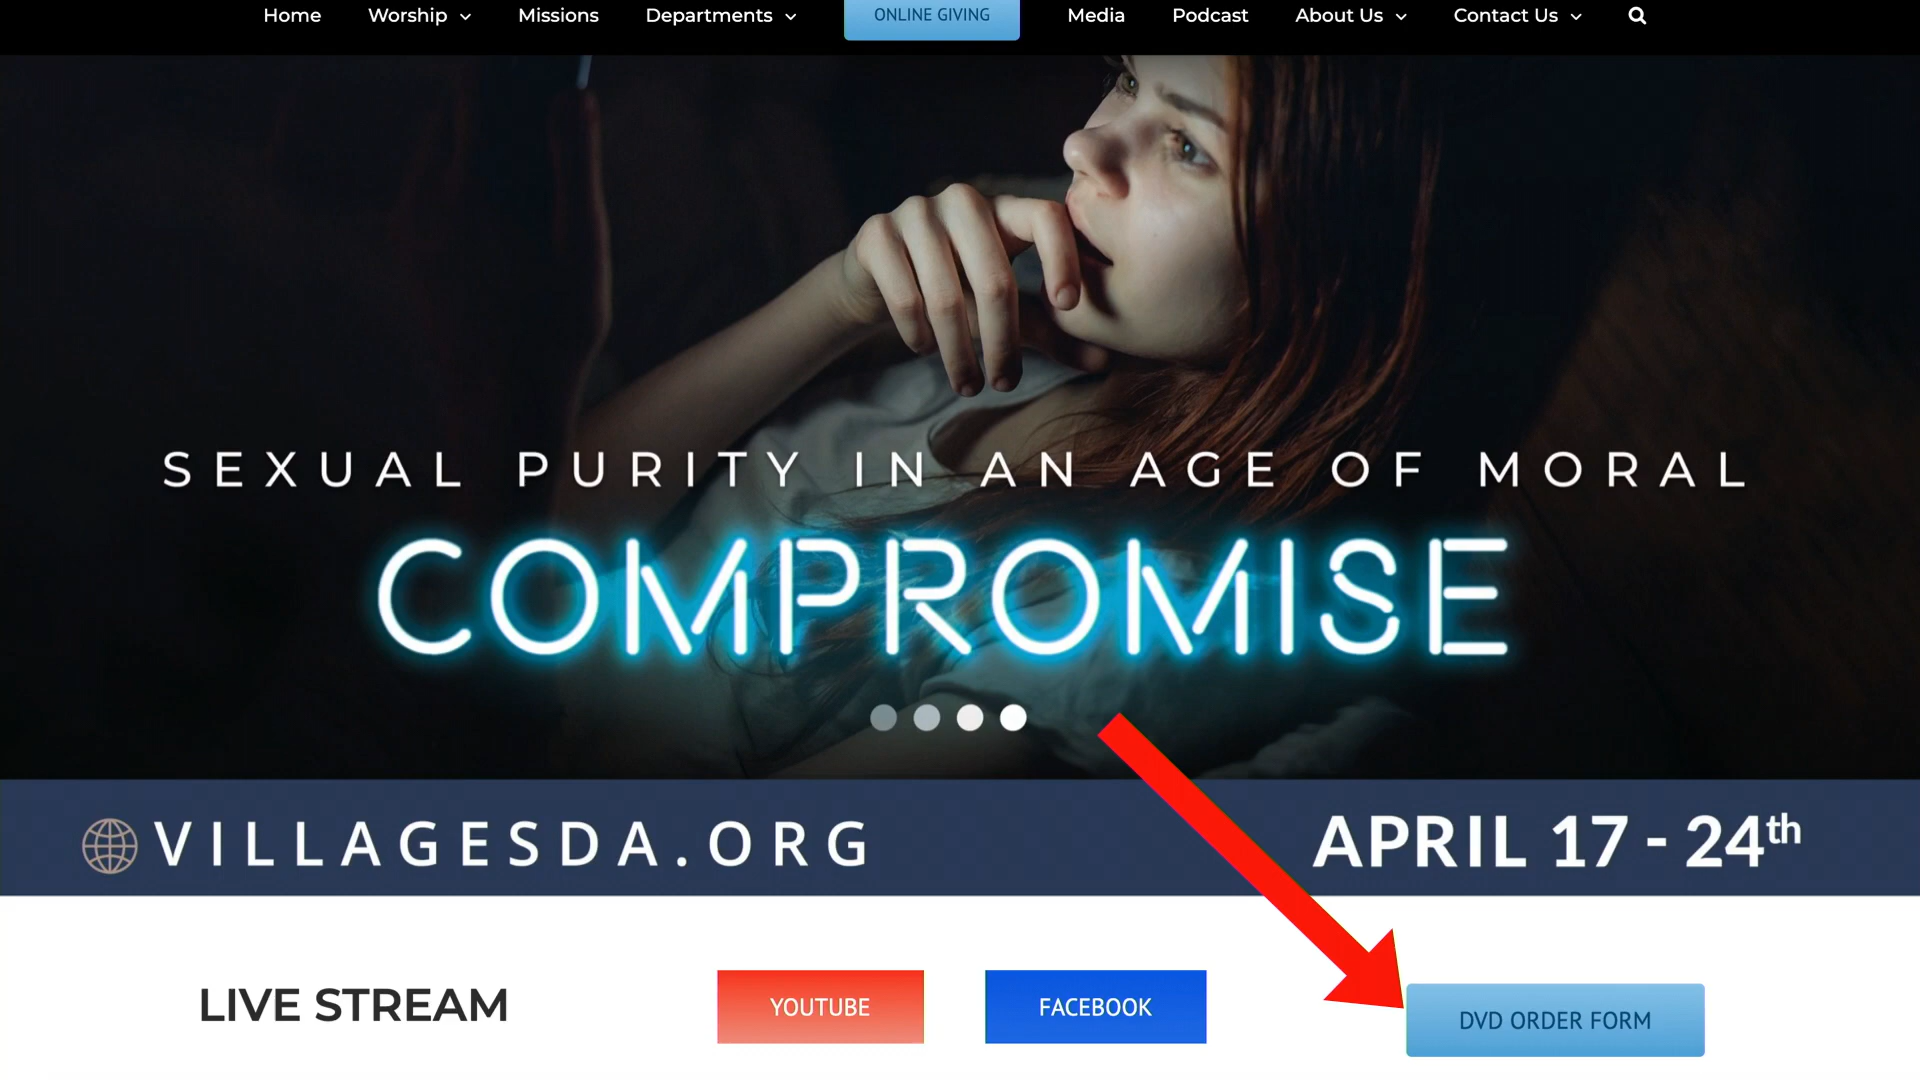 Home Worship Missions Departments ONLINE GIVING Media Podcast About Us Contact Us
SEXUAL PURITY IN AN AGE OF MORAL
COMPROMISE
VILLAGESDA.ORG APRIL 17 - 24th
LIVE STREAM YOUTUBE FACEBOOK DVD ORDER FORM